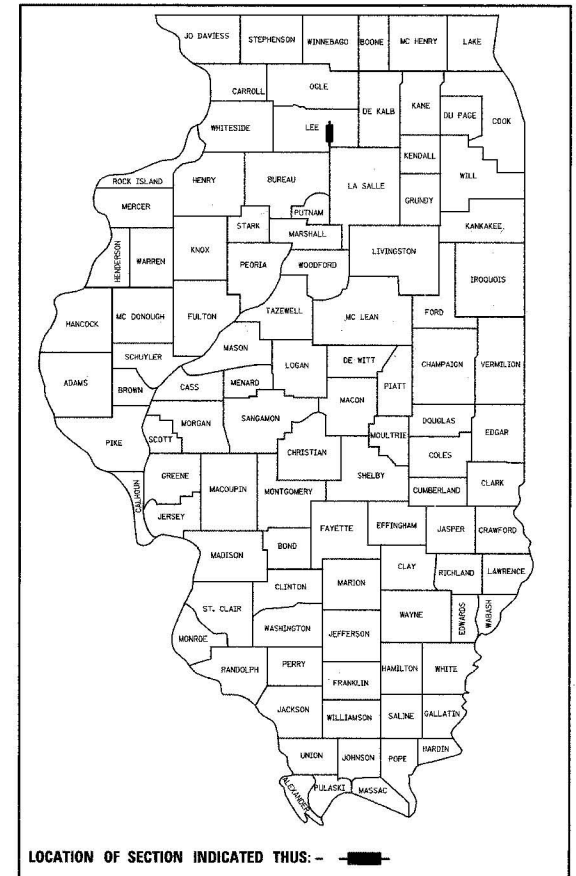 JO DAVIESS STEPHENSON WINNEBAGO BOONE MC HENRY LAKE
CARROLL OGLE DE KALB KANE DU PAGE COOK
WHITESIDE LEE
KENDALL WILL
ROCK ISLAND HENRY BUREAU LA SALLE GRUNDY
MERCER PUTNAM KANKAKEE
STARK MARSHALL LIVINGSTON
HENDERSON WARREN KNOX PEORIA WOODFORD IROQUOIS
HANCOCK MC DONOUGH FULTON TAZEWELL MC LEAN FORD
SCHUYLER MASON DE WITT CHAMPAIGN VERMILION
ADAMS BROWN CASS MENARD LOGAN PIATT
MACON
MORGAN SANGAMON DOUGLAS EDGAR
PIKE SCOTT CHRISTIAN MOULTRIE COLES
GREENE SHELBY CLARK
CALHOUN MACOUPIN MONTGOMERY CUMBERLAND
JERSEY FAYETTE EFFINGHAM JASPER CRAWFORD
MADISON BOND CLAY RICHLAND LAWRENCE
CLINTON MARION
ST. CLAIR WAYNE EDWARDS WABASH
MONROE WASHINGTON JEFFERSON
RANDOLPH PERRY HAMILTON WHITE
FRANKLIN
JACKSON WILLIAMSON SALINE GALLATIN
UNION JOHNSON POPE HARDIN
ALEXANDER PULASKI MASSAC
LOCATION OF SECTION INDICATED THUS: -